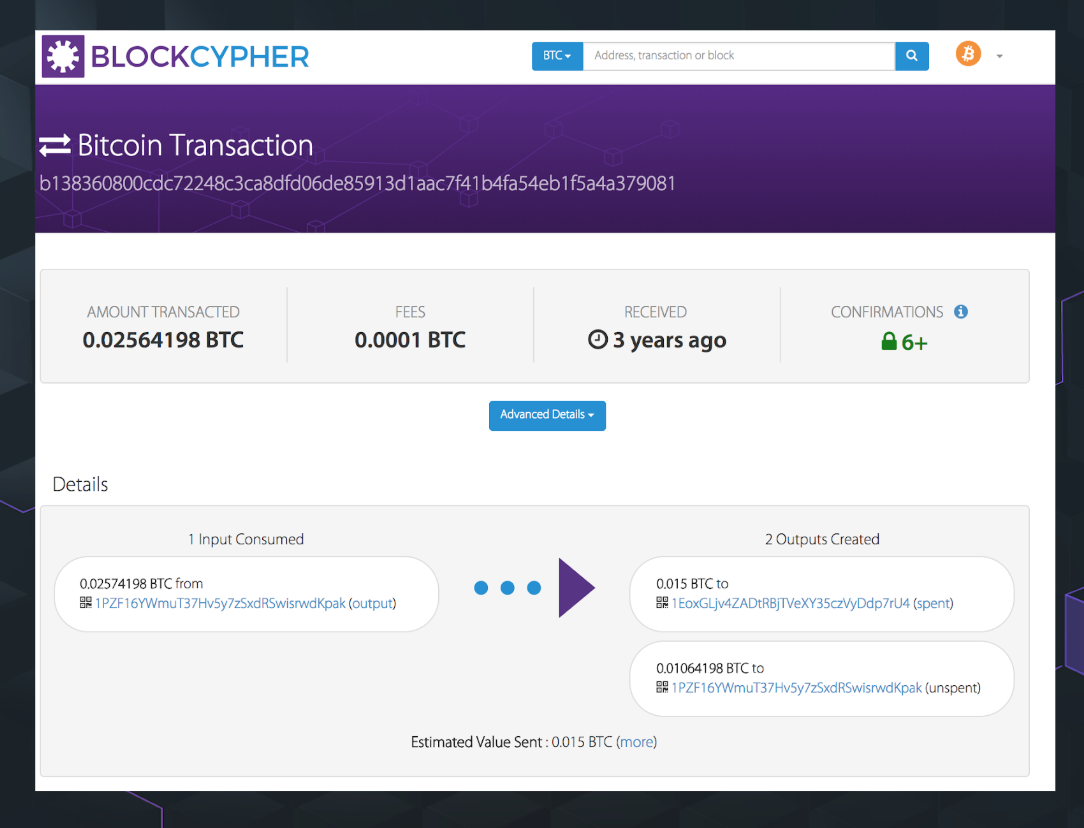 BLOCKCYPHER
BTC
Address, transaction or block
Bitcoin Transaction
b138360800cdc72248c3ca8dfd06de85913d1aac7f41b4fa54eb1f5a4a379081
AMOUNT TRANSACTED
0.02564198 BTC
FEES
0.0001 BTC
RECEIVED
3 years ago
CONFIRMATIONS
6+
Advanced Details
Details
1 Input Consumed
0.02574198 BTC from
1PZF16YWmuT37Hv5y7zSxdRSwisrwdKpak (output)
2 Outputs Created
0.015 BTC to
1EoxGLjv4ZADtRBjTVeXY35czVyDdp7rU4 (spent)
0.01064198 BTC to
1PZF16YWmuT37Hv5y7zSxdRSwisrwdKpak (unspent)
Estimated Value Sent : 0.015 BTC (more)